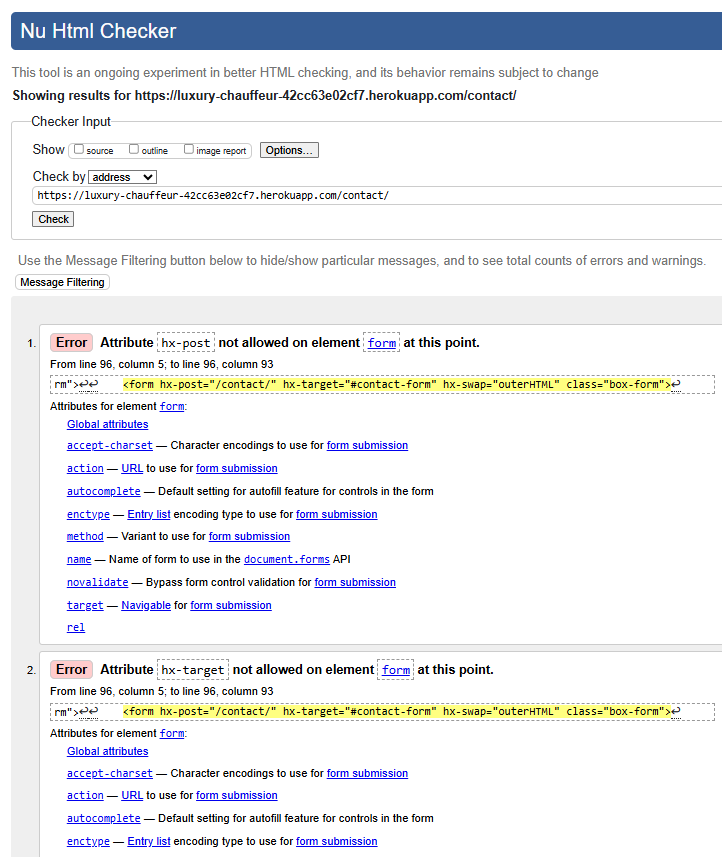 Nu Html Checker
This tool is an ongoing experiment in better HTML checking, and its behavior remains subject to change
Showing results for https://luxury-chauffeur-42cc63e02cf7.herokuapp.com/contact/
Checker Input
Show source outline image report Options...
Check by address
https://luxury-chauffeur-42cc63e02cf7.herokuapp.com/contact/
Check
Use the Message Filtering button below to hide/show particular messages, and to see total counts of errors and warnings.
Message Filtering
1. Error Attribute hx-post not allowed on element form at this point.
From line 96, column 5; to line 96, column 93
rm">↩↩    <form hx-post="/contact/" hx-target="#contact-form" hx-swap="outerHTML" class="box-form">↩
Attributes for element form:
Global attributes
accept-charset — Character encodings to use for form submission
action — URL to use for form submission
autocomplete — Default setting for autofill feature for controls in the form
enctype — Entry list encoding type to use for form submission
method — Variant to use for form submission
name — Name of form to use in the document.forms API
novalidate — Bypass form control validation for form submission
target — Navigable for form submission
rel
2. Error Attribute hx-target not allowed on element form at this point.
From line 96, column 5; to line 96, column 93
rm">↩↩    <form hx-post="/contact/" hx-target="#contact-form" hx-swap="outerHTML" class="box-form">↩
Attributes for element form:
Global attributes
accept-charset — Character encodings to use for form submission
action — URL to use for form submission
autocomplete — Default setting for autofill feature for controls in the form
enctype — Entry list encoding type to use for form submission